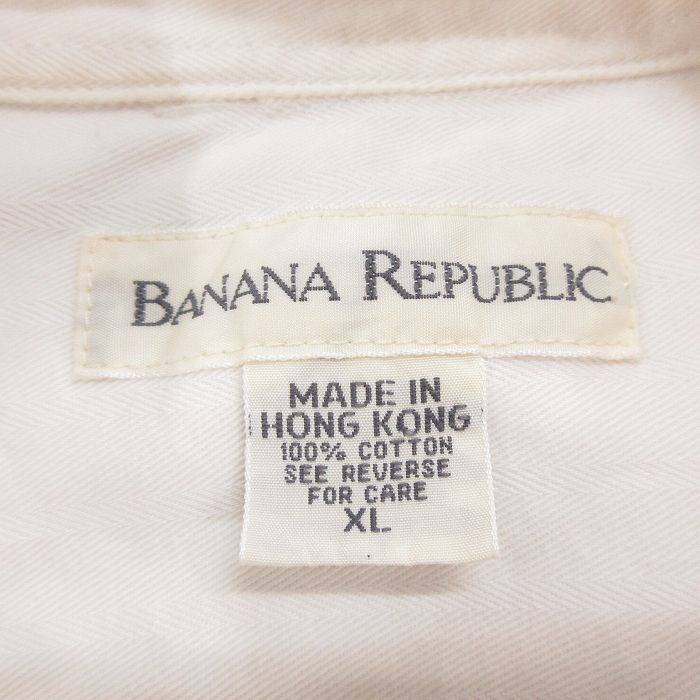 BANANA REPUBLIC
MADE IN
HONG KONG
100% COTTON
SEE REVERSE
FOR CARE
XL